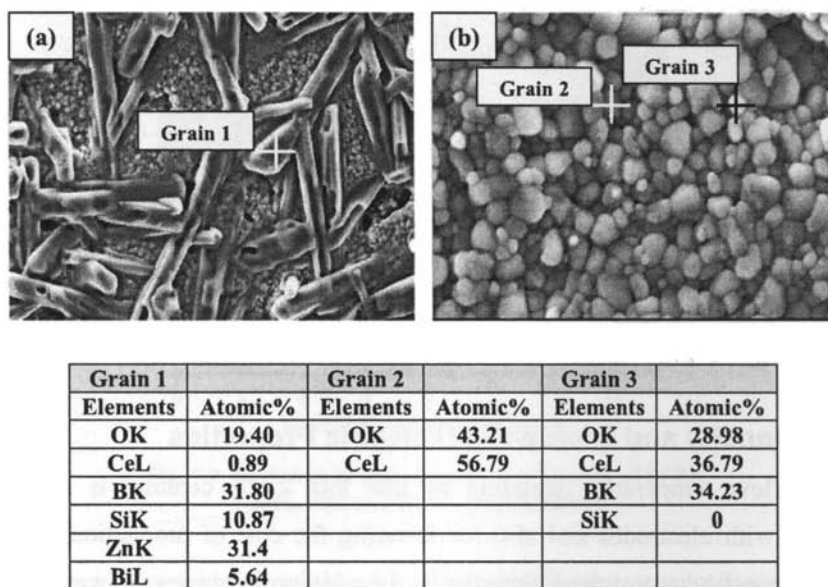 (a)
(b)
Grain 1
Grain 2
Grain 3
Grain 1 Grain 2 Grain 3
Elements Atomic% Elements Atomic% Elements Atomic%
OK 19.40 OK 43.21 OK 28.98
CeL 0.89 CeL 56.79 CeL 36.79
BK 31.80 BK 34.23
SiK 10.87 SiK 0
ZnK 31.4
BiL 5.64